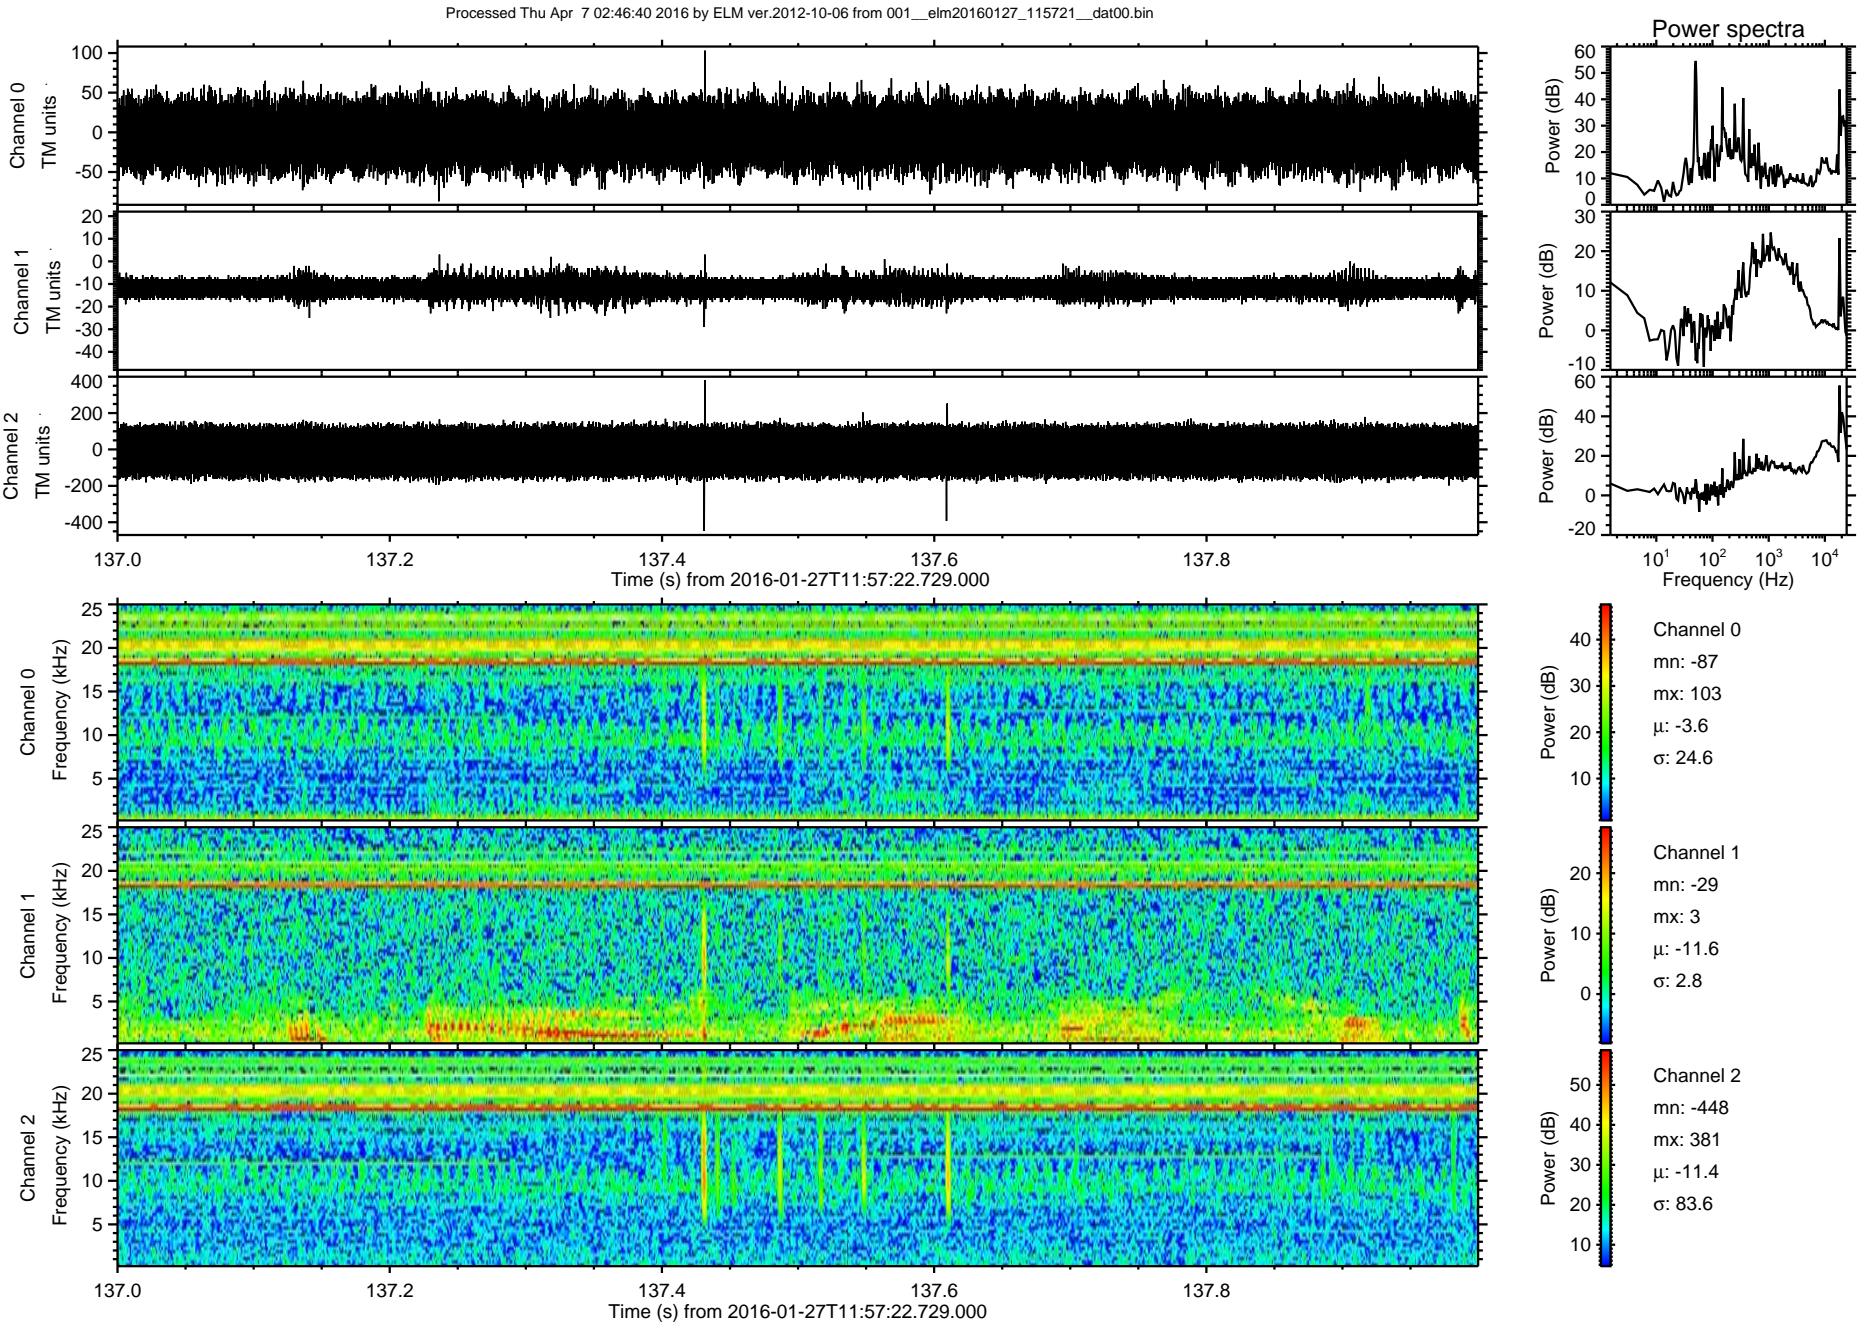 Processed Thu Apr  7 02:46:40 2016 by ELM ver.2012-10-06 from 001__elm20160127_115721__dat00.bin
Power spectra
Channel 0
TM units
100
50
0
-50
Power (dB)
60
50
40
30
20
10
0
Channel 1
TM units
20
10
0
-10
-20
-30
-40
Power (dB)
30
20
10
0
-10
Channel 2
TM units
400
200
0
-200
-400
Power (dB)
60
40
20
0
-20
137.0 137.2 137.4 137.6 137.8
Time (s) from 2016-01-27T11:57:22.729.000
10^1 10^2 10^3 10^4
Frequency (Hz)
Channel 0
Frequency (kHz)
25
20
15
10
5
Power (dB)
40
30
20
10
Channel 0
mn: -87
mx: 103
µ: -3.6
σ: 24.6
Channel 1
Frequency (kHz)
25
20
15
10
5
Power (dB)
20
10
0
Channel 1
mn: -29
mx: 3
µ: -11.6
σ: 2.8
Channel 2
Frequency (kHz)
25
20
15
10
5
Power (dB)
50
40
30
20
10
Channel 2
mn: -448
mx: 381
µ: -11.4
σ: 83.6
137.0 137.2 137.4 137.6 137.8
Time (s) from 2016-01-27T11:57:22.729.000